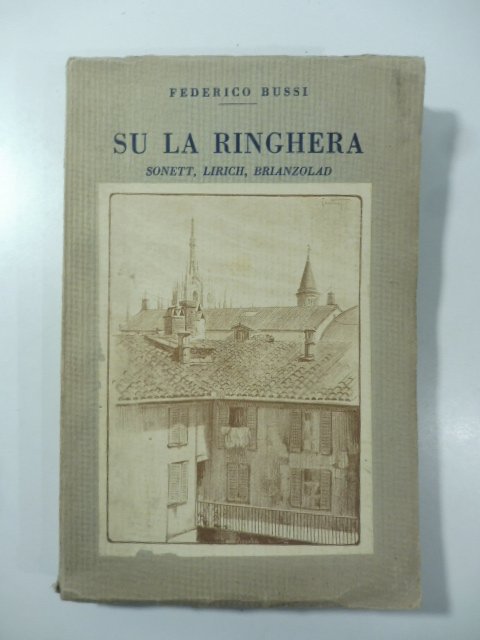 FEDERICO BUSSI
SU LA RINGHERA
SONETT, LIRICH, BRIANZOLAD